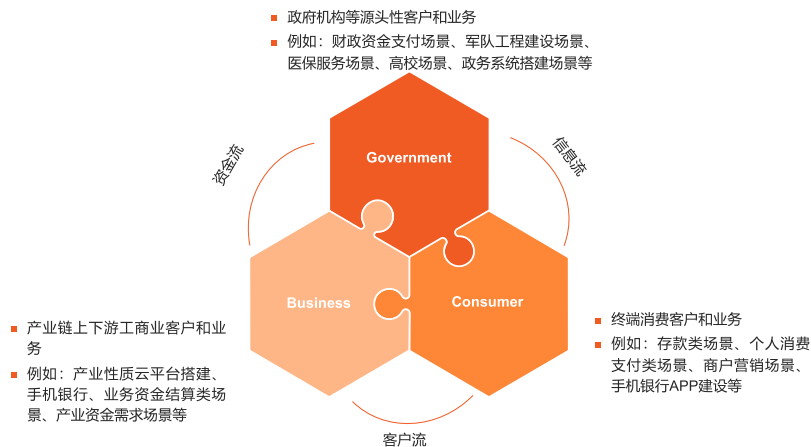 政府机构等源头性客户和业务
例如：财政资金支付场景、军队工程建设场景、
医保服务场景、高校场景、政务系统搭建场景等
资金流
信息流
Government
Business
Consumer
产业链上下游工商业客户和业
务
例如：产业性质云平台搭建、
手机银行、业务资金结算类场
景、产业资金需求场景等
终端消费客户和业务
例如：存款类场景、个人消费
支付类场景、商户营销场景、
手机银行APP建设等
客户流